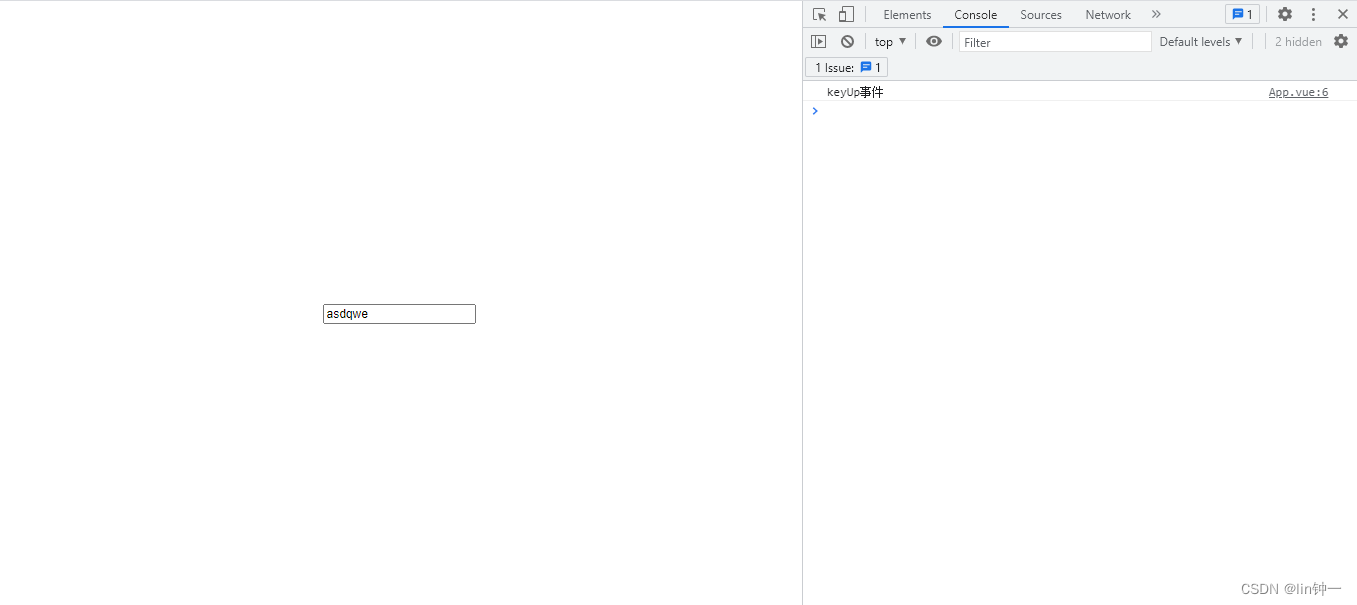 Elements Console Sources Network 1
top Filter Default levels 2 hidden
1 Issue: 1
keyUp事件 App.vue:6
asdqwe
CSDN @lin钟一